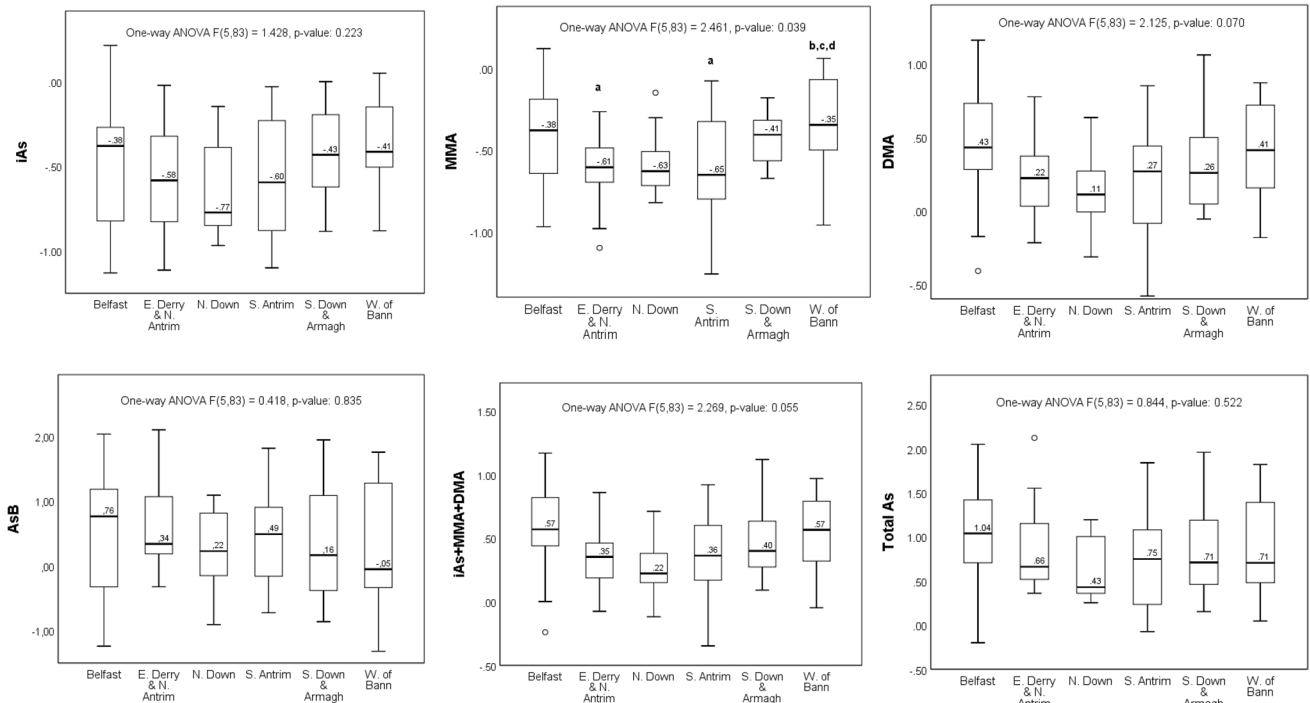 One-way ANOVA F(5,83) = 1.428, p-value: 0.223
iAs
.00
-.50
-1.00
-.38
-.58
-.77
-.60
-.43
-.41
Belfast
E. Derry
& N.
Antrim
N. Down
S. Antrim
S. Down
&
Armagh
W. of
Bann
One-way ANOVA F(5,83) = 2.461, p-value: 0.039
MMA
.00
-.50
-1.00
a
a
b,c,d
-.38
-.61
-.63
-.65
-.41
-.35
Belfast
E. Derry
& N.
Antrim
N. Down
S.
Antrim
S. Down
&
Armagh
W. of
Bann
One-way ANOVA F(5,83) = 2.125, p-value: 0.070
DMA
1.00
.50
.00
-.50
.43
.22
.11
.27
.26
.41
Belfast
E. Derry
& N.
Antrim
N. Down
S. Antrim
S. Down
&
Armagh
W. of
Bann
One-way ANOVA F(5,83) = 0.418, p-value: 0.835
AsB
2,00
1,00
,00
-1,00
,76
,34
,22
,49
,16
-,05
Belfast
E. Derry
& N.
Antrim
N. Down
S. Antrim
S. Down
&
Armagh
W. of
Bann
One-way ANOVA F(5,83) = 2.269, p-value: 0.055
iAs+MMA+DMA
1.50
1.00
.50
.00
-.50
.57
.35
.22
.36
.40
.57
Belfast
E. Derry
& N.
Antrim
N. Down
S. Antrim
S. Down
&
Armagh
W. of
Bann
One-way ANOVA F(5,83) = 0.844, p-value: 0.522
Total As
2.50
2.00
1.50
1.00
.50
.00
-.50
1.04
.66
.43
.75
.71
.71
Belfast
E. Derry
& N.
Antrim
N. Down
S. Antrim
S. Down
&
Armagh
W. of
Bann